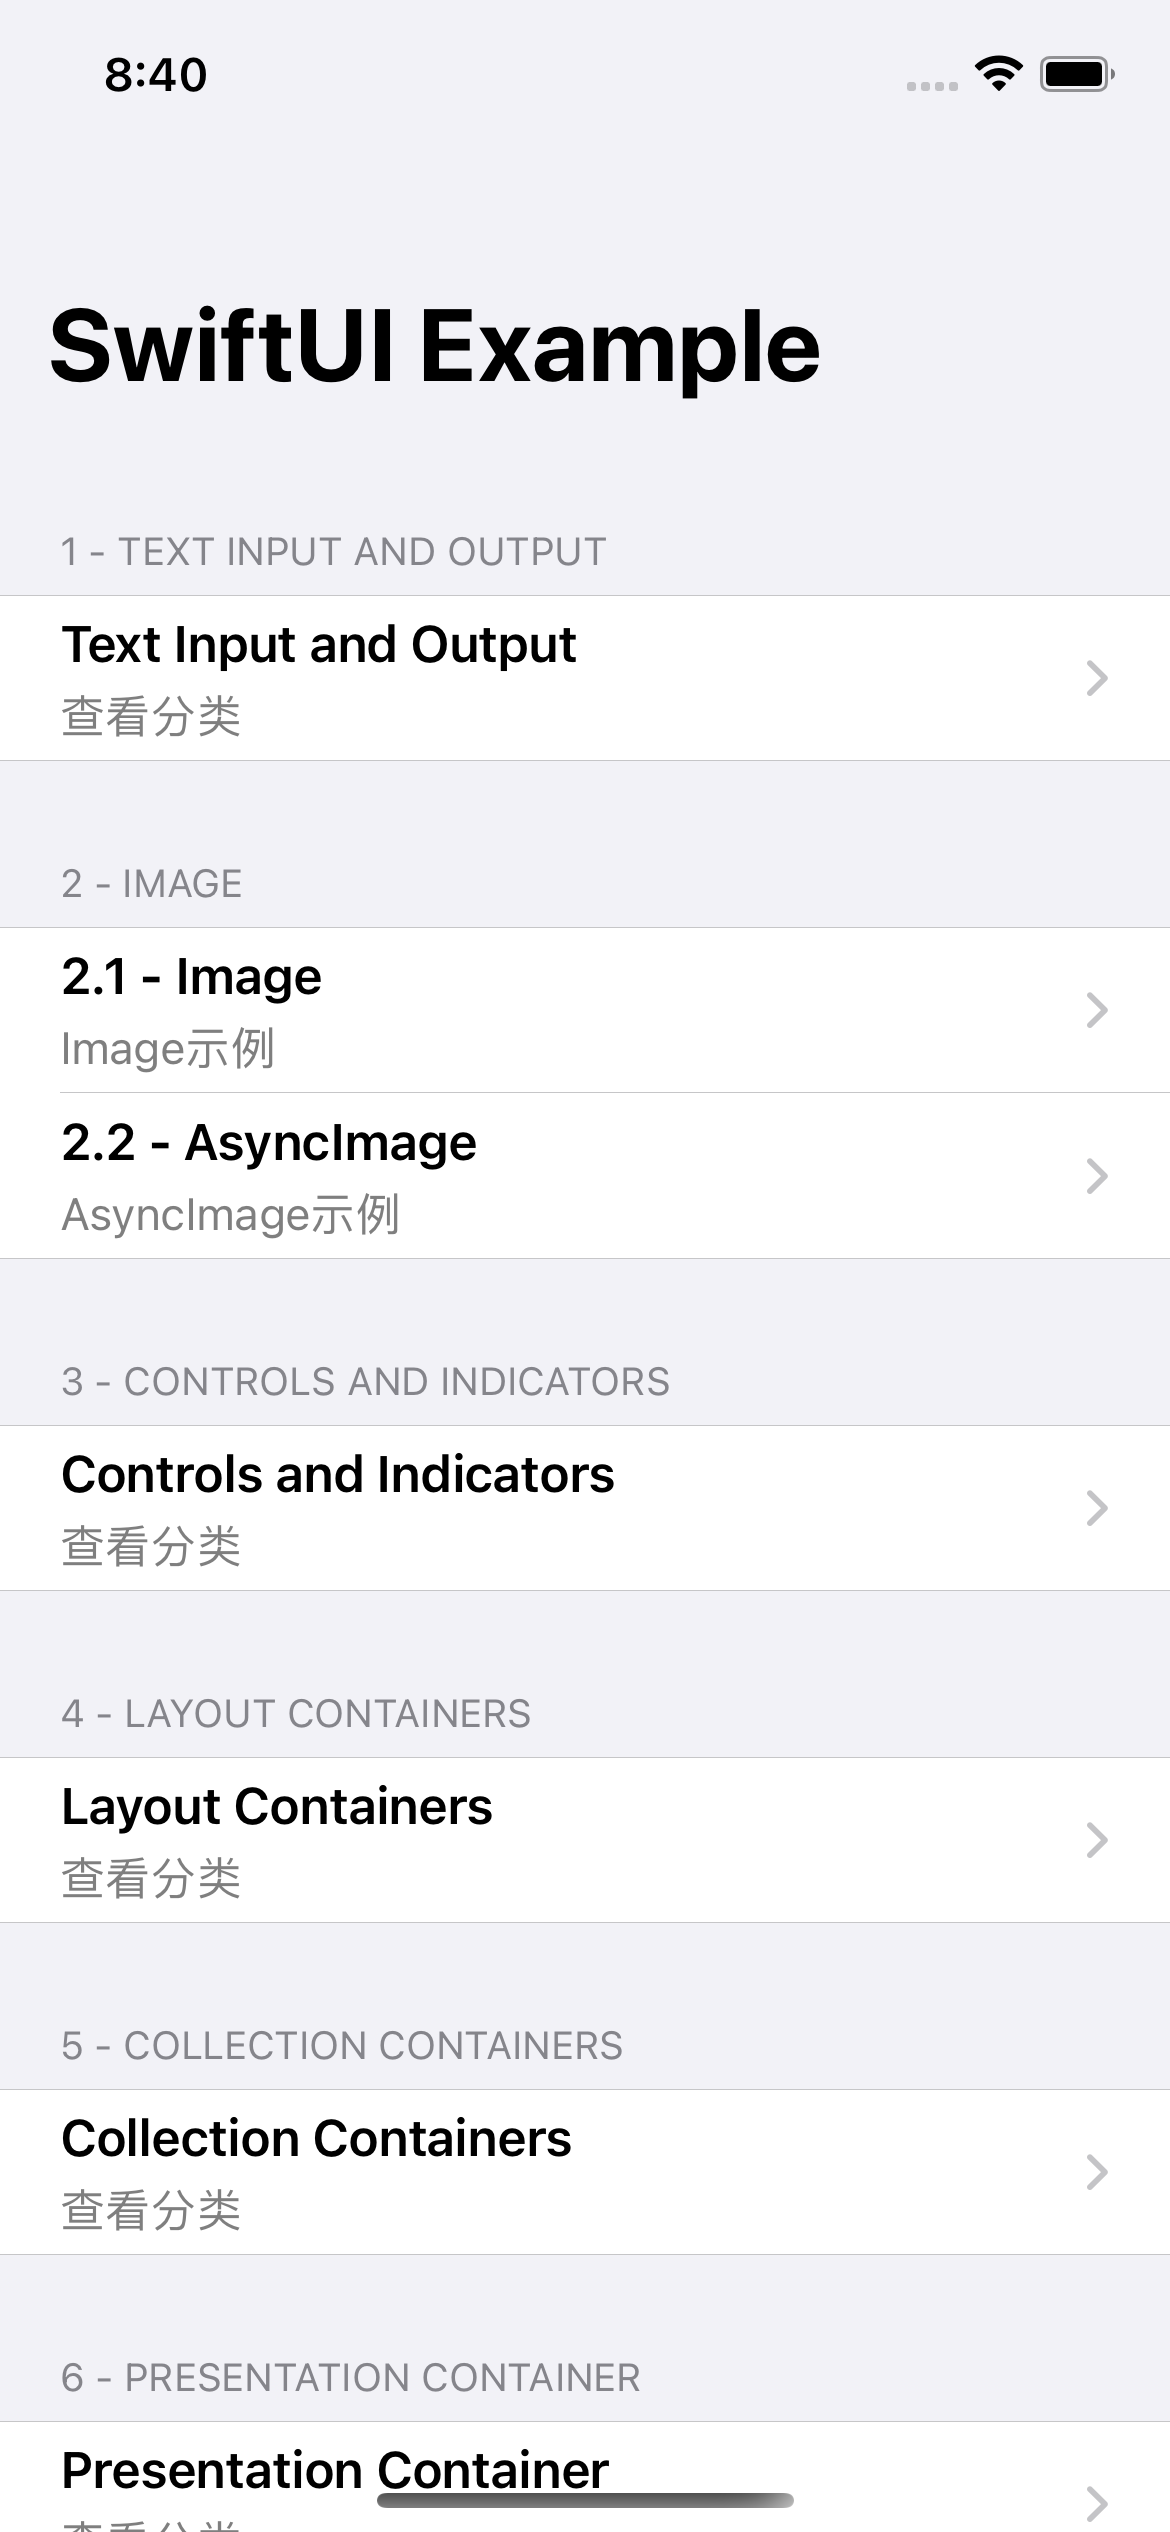 8:40
SwiftUI Example
1 - TEXT INPUT AND OUTPUT
Text Input and Output
查看分类
2 - IMAGE
2.1 - Image
Image示例
2.2 - AsyncImage
AsyncImage示例
3 - CONTROLS AND INDICATORS
Controls and Indicators
查看分类
4 - LAYOUT CONTAINERS
Layout Containers
查看分类
5 - COLLECTION CONTAINERS
Collection Containers
查看分类
6 - PRESENTATION CONTAINER
Presentation Container